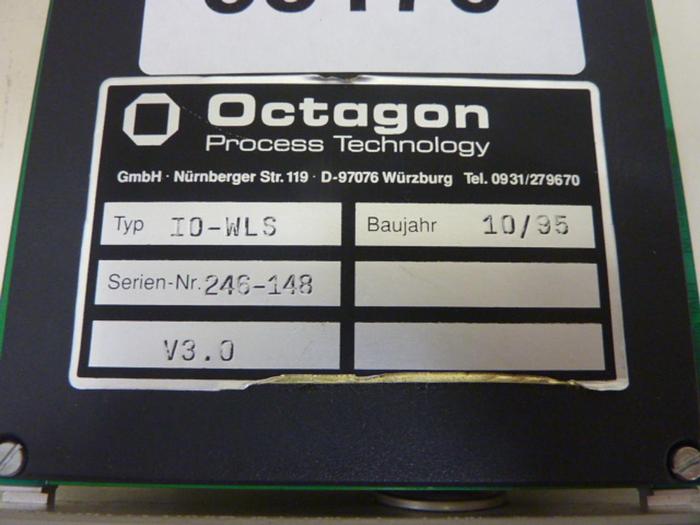 Octagon
Process Technology
GmbH · Nürnberger Str. 119 · D-97076 Würzburg Tel. 0931/279670
Typ IO-WLS Baujahr 10/95
Serien-Nr. 246-148
V3.0